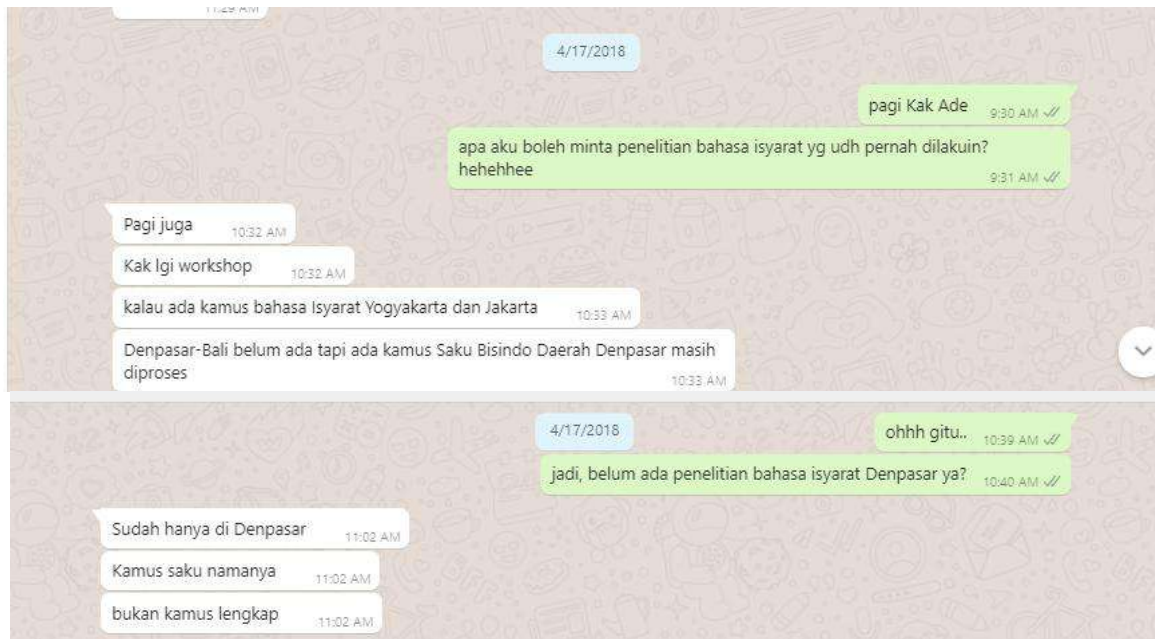 11:29 AM
4/17/2018
pagi Kak Ade 9:30 AM
apa aku boleh minta penelitian bahasa isyarat yg udh pernah dilakuin?
hehehhee 9:31 AM
Pagi juga 10:32 AM
Kak lgi workshop 10:32 AM
kalau ada kamus bahasa Isyarat Yogyakarta dan Jakarta 10:33 AM
Denpasar-Bali belum ada tapi ada kamus Saku Bisindo Daerah Denpasar masih
diproses 10:33 AM
4/17/2018
ohhh gitu.. 10:39 AM
jadi, belum ada penelitian bahasa isyarat Denpasar ya? 10:40 AM
Sudah hanya di Denpasar 11:02 AM
Kamus saku namanya 11:02 AM
bukan kamus lengkap 11:02 AM